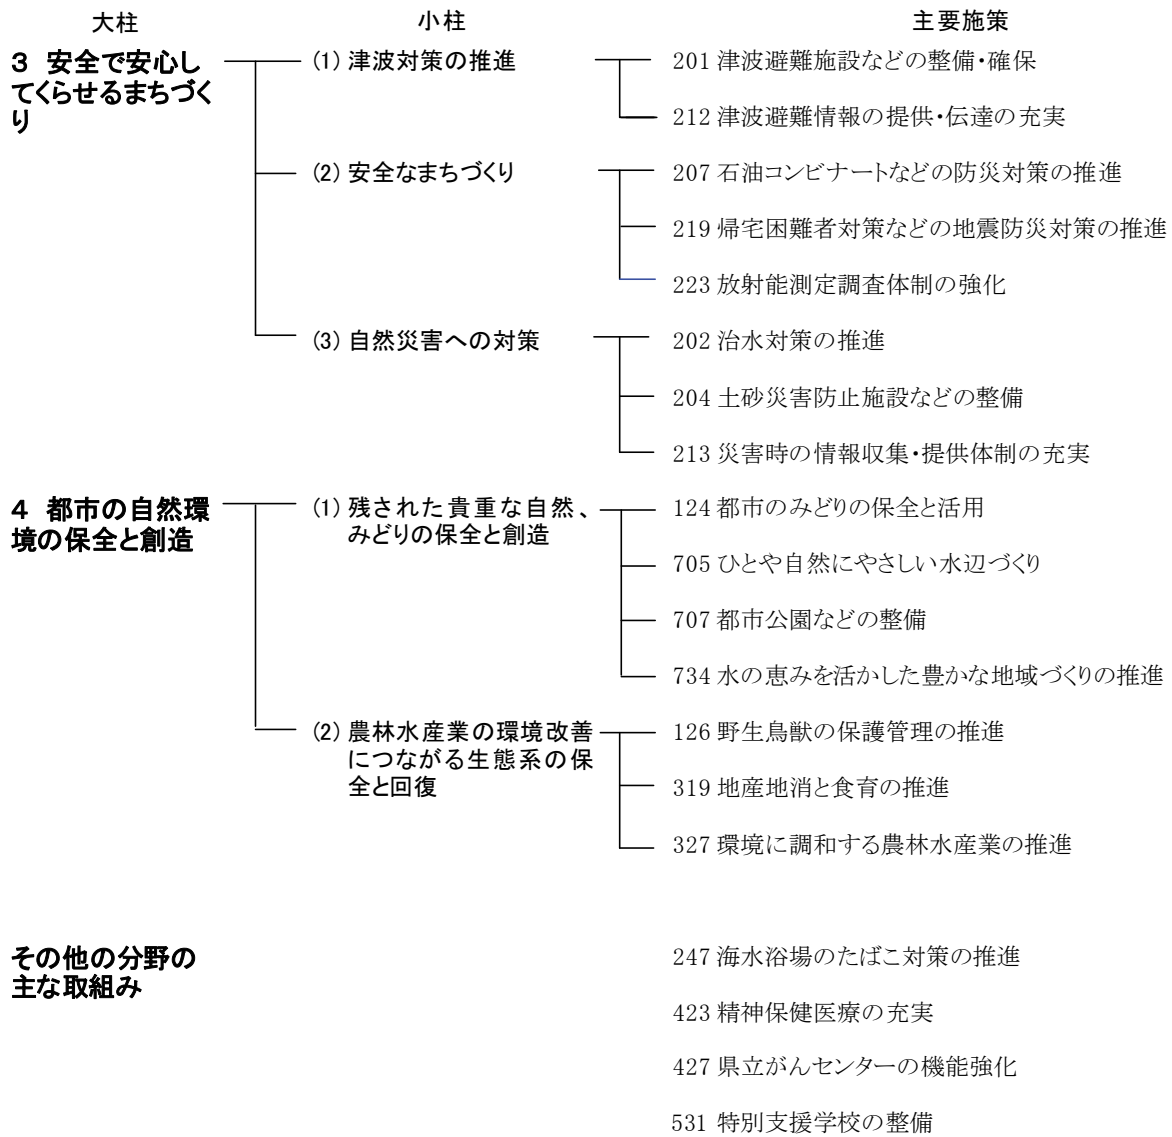 大柱 小柱 主要施策
3 安全で安心し
てくらせるまちづく
り
(1) 津波対策の推進
201 津波避難施設などの整備・確保
212 津波避難情報の提供・伝達の充実
(2) 安全なまちづくり
207 石油コンビナートなどの防災対策の推進
219 帰宅困難者対策などの地震防災対策の推進
223 放射能測定調査体制の強化
(3) 自然災害への対策
202 治水対策の推進
204 土砂災害防止施設などの整備
213 災害時の情報収集・提供体制の充実
4 都市の自然環
境の保全と創造
(1) 残された貴重な自然、
みどりの保全と創造
124 都市のみどりの保全と活用
705 ひとや自然にやさしい水辺づくり
707 都市公園などの整備
734 水の恵みを活かした豊かな地域づくりの推進
(2) 農林水産業の環境改善
につながる生態系の保
全と回復
126 野生鳥獣の保護管理の推進
319 地産地消と食育の推進
327 環境に調和する農林水産業の推進
その他の分野の
主な取組み
247 海水浴場のたばこ対策の推進
423 精神保健医療の充実
427 県立がんセンターの機能強化
531 特別支援学校の整備